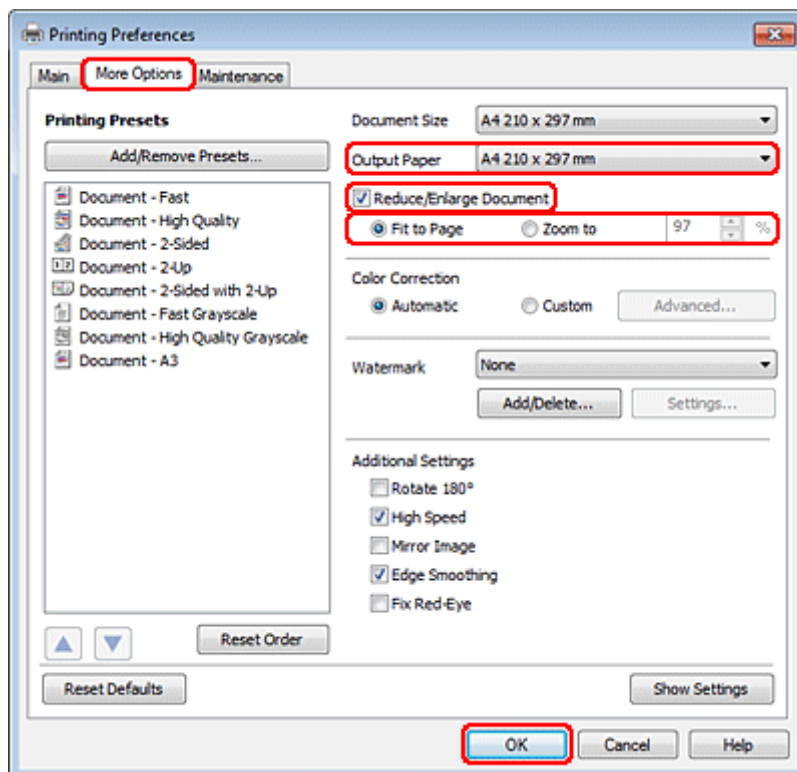 Printing Preferences
Main More Options Maintenance
Printing Presets
Add/Remove Presets...
Document - Fast
Document - High Quality
Document - 2-Sided
Document - 2-Up
Document - 2-Sided with 2-Up
Document - Fast Grayscale
Document - High Quality Grayscale
Document - A3
Reset Order
Document Size A4 210 x 297 mm
Output Paper A4 210 x 297 mm
Reduce/Enlarge Document
Fit to Page Zoom to 97 %
Color Correction
Automatic Custom Advanced...
Watermark None
Add/Delete... Settings...
Additional Settings
Rotate 180°
High Speed
Mirror Image
Edge Smoothing
Fix Red-Eye
Reset Defaults Show Settings
OK Cancel Help